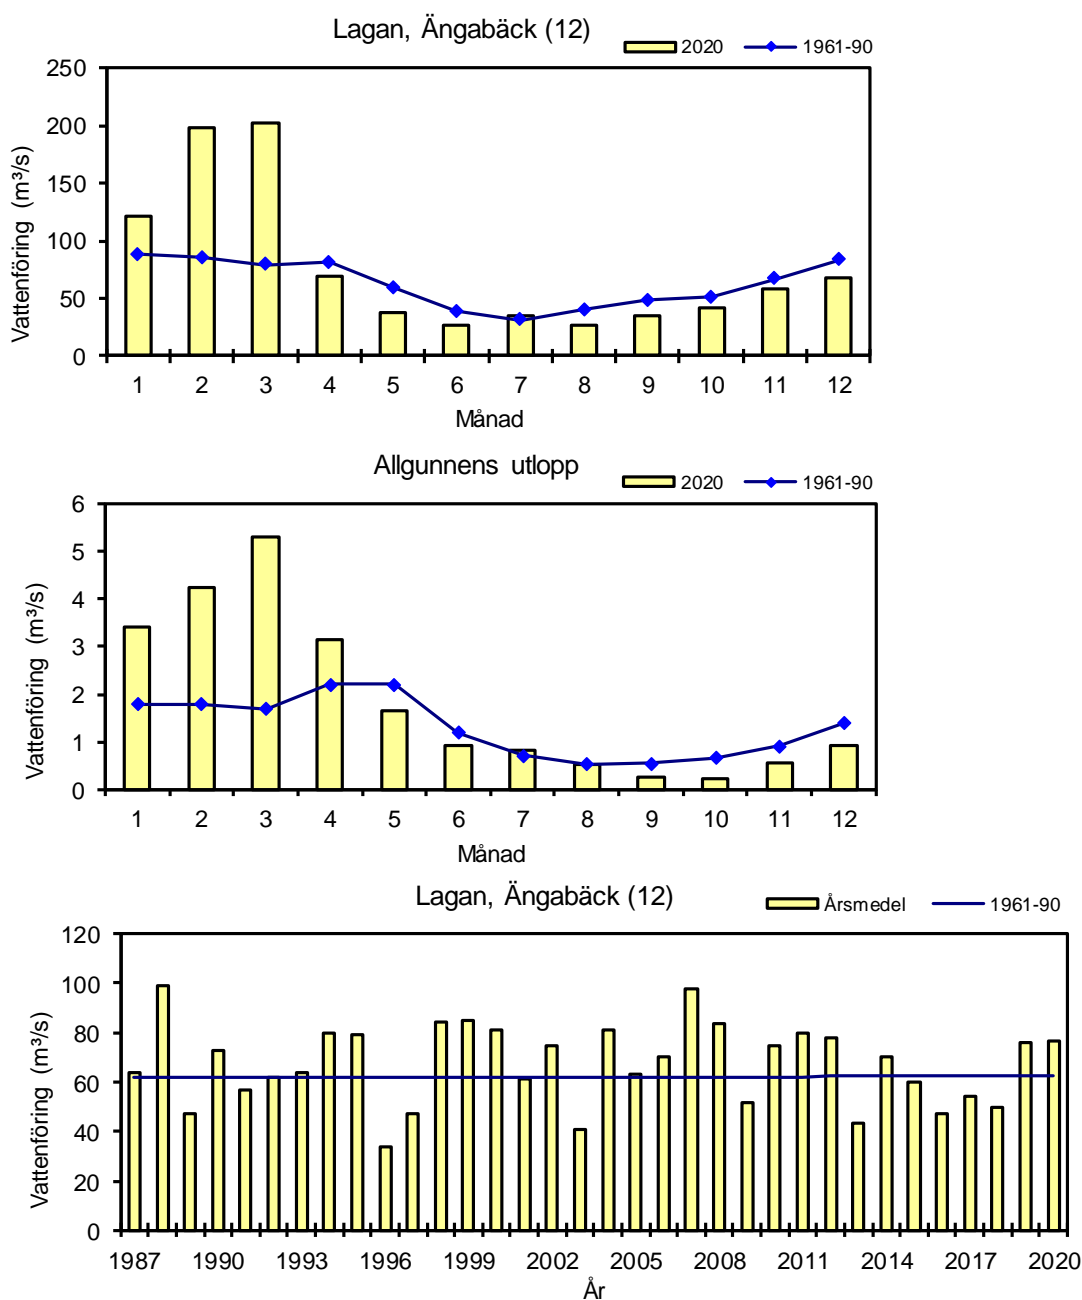 Lagan, Ängabäck (12)
2020 1961-90
250
200
150
100
50
0
Vattenföring (m³/s)
1 2 3 4 5 6 7 8 9 10 11 12
Månad
Allgunnens utlopp
2020 1961-90
6
5
4
3
2
1
0
Vattenföring (m³/s)
1 2 3 4 5 6 7 8 9 10 11 12
Månad
Lagan, Ängabäck (12)
Årsmedel 1961-90
120
100
80
60
40
20
0
Vattenföring (m³/s)
1987 1990 1993 1996 1999 2002 2005 2008 2011 2014 2017 2020
År